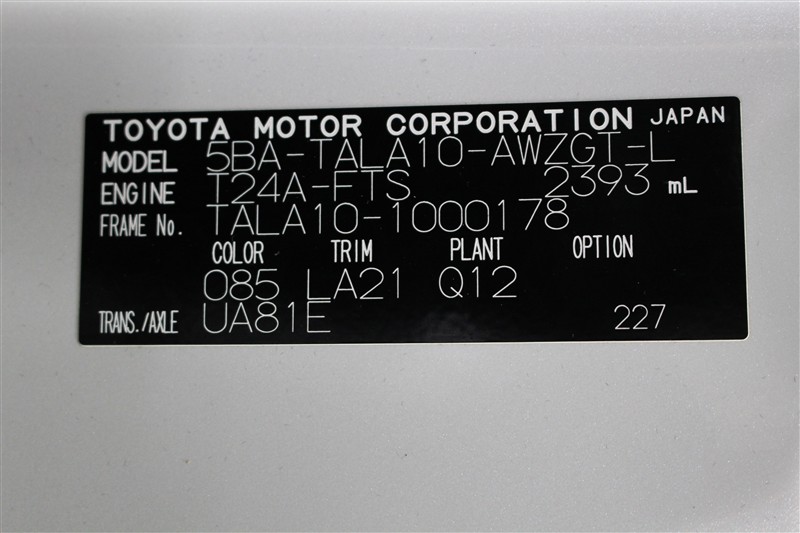 TOYOTA MOTOR CORPORATION JAPAN
MODEL 5BA-TALA10-AWZGT-L
ENGINE T24A-FTS 2393 mL
FRAME No. TALA10-1000178
COLOR TRIM PLANT OPTION
085 LA21 Q12
TRANS./AXLE UA81E 227